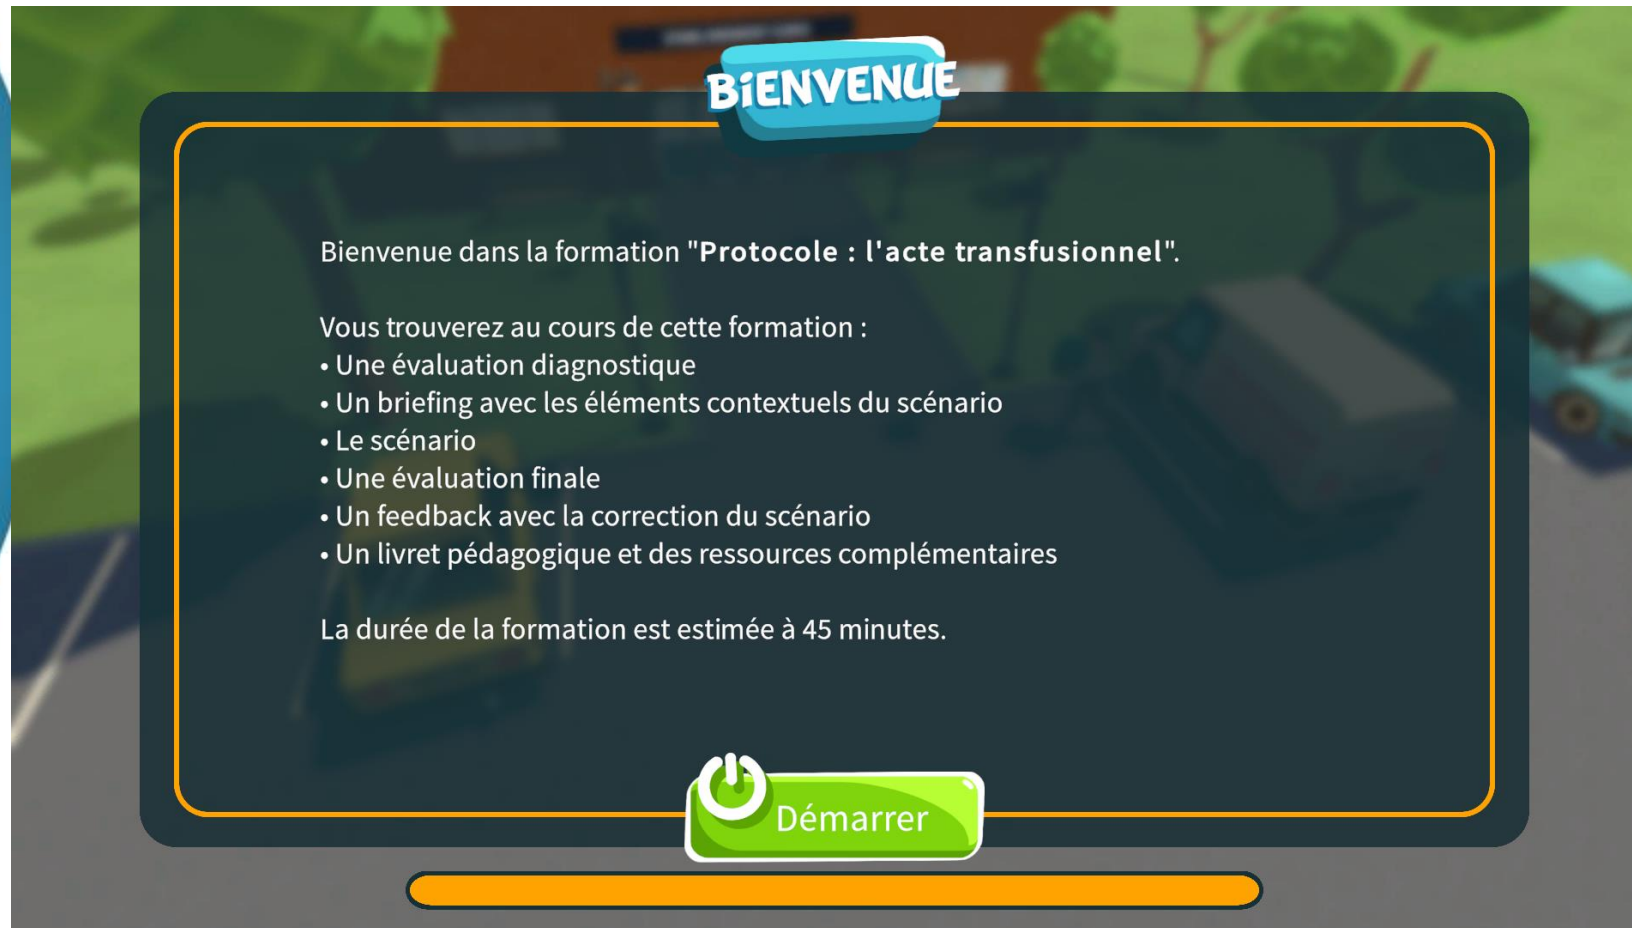 BiENVENUE
Bienvenue dans la formation "Protocole : l'acte transfusionnel".
Vous trouverez au cours de cette formation :
• Une évaluation diagnostique
• Un briefing avec les éléments contextuels du scénario
• Le scénario
• Une évaluation finale
• Un feedback avec la correction du scénario
• Un livret pédagogique et des ressources complémentaires
La durée de la formation est estimée à 45 minutes.
Démarrer